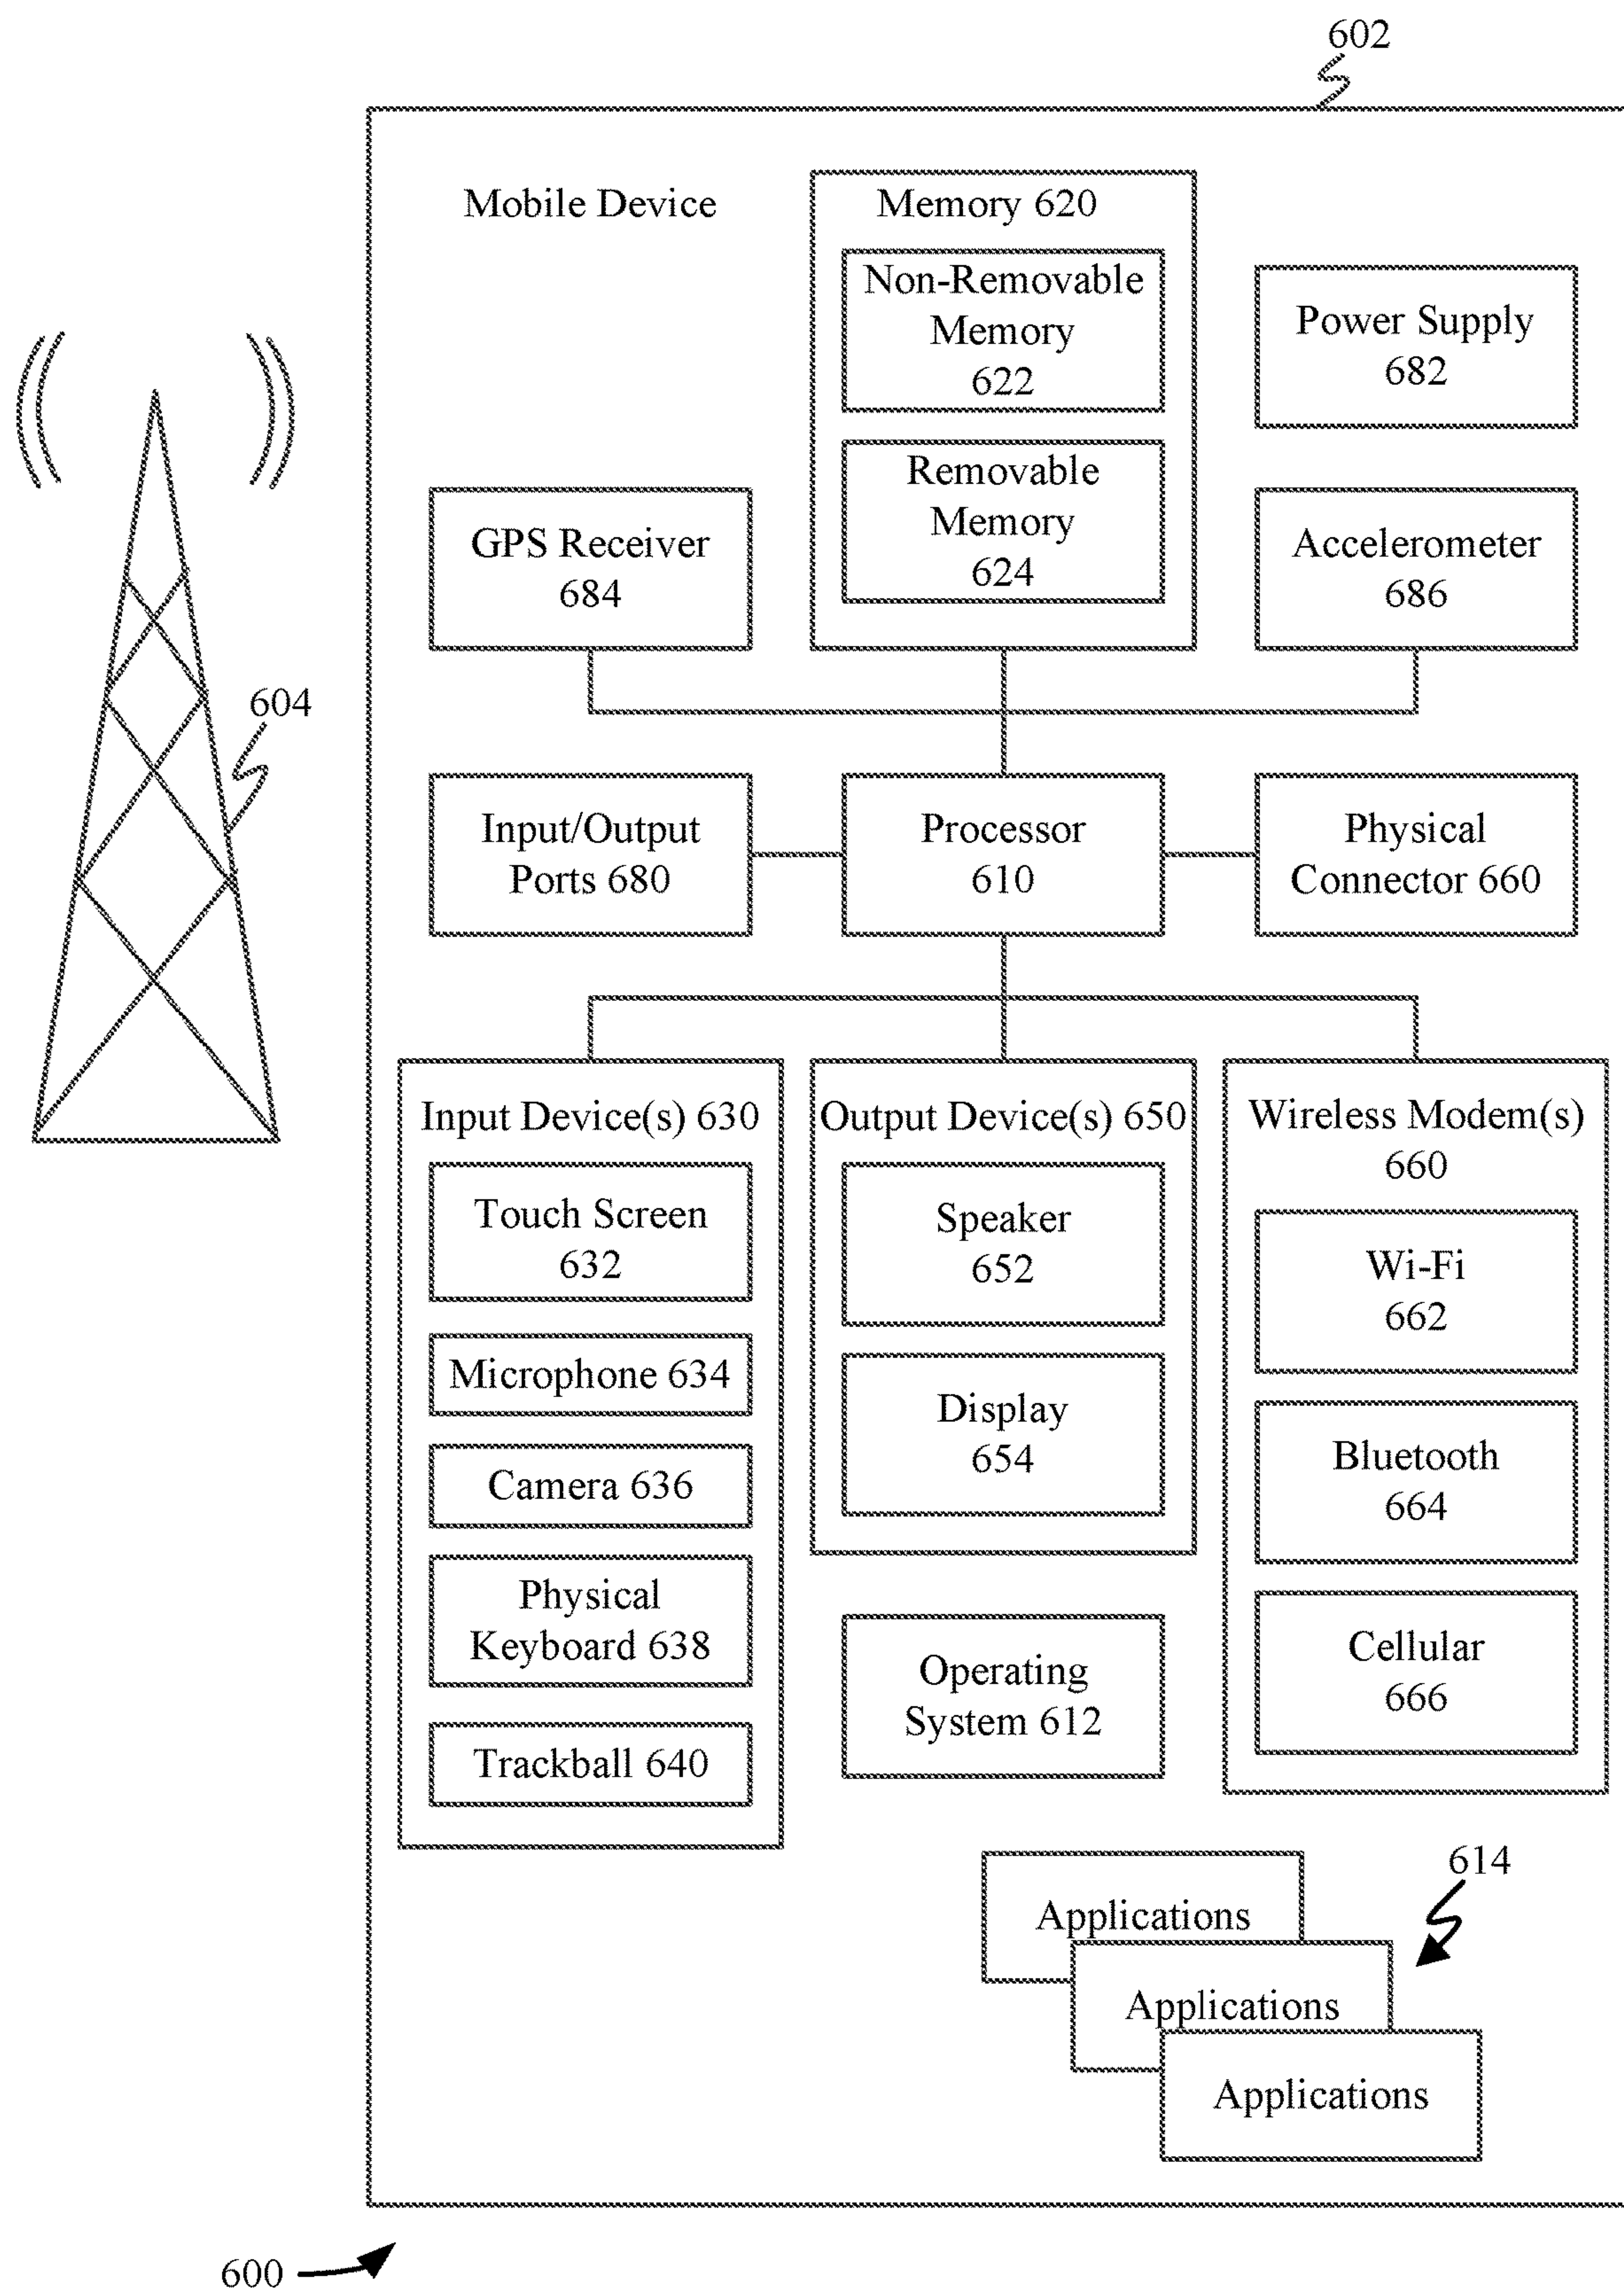 602
Mobile Device
Memory 620
Non-Removable
Memory
622
Removable
Memory
624
Power Supply
682
GPS Receiver
684
Accelerometer
686
604
Input/Output
Ports 680
Processor
610
Physical
Connector 660
Input Device(s) 630
Touch Screen
632
Microphone 634
Camera 636
Physical
Keyboard 638
Trackball 640
Output Device(s) 650
Speaker
652
Display
654
Operating
System 612
Wireless Modem(s)
660
Wi-Fi
662
Bluetooth
664
Cellular
666
614
Applications
Applications
Applications
600